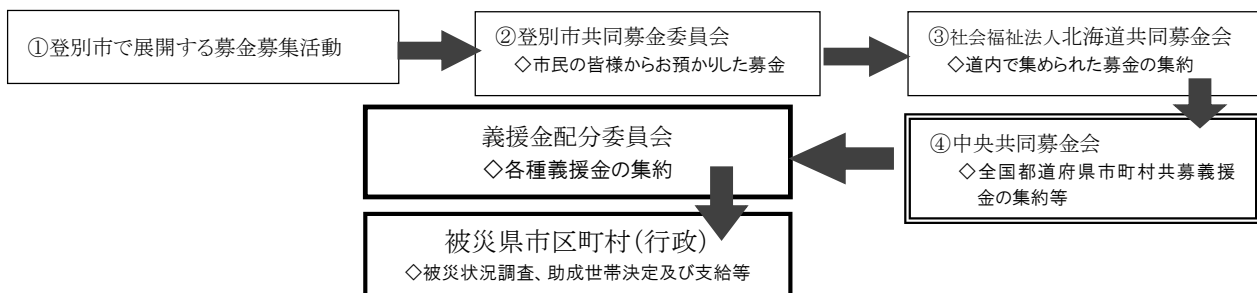 ①登別市で展開する募金募集活動
②登別市共同募金委員会
◇市民の皆様からお預かりした募金
③社会福祉法人北海道共同募金会
◇道内で集められた募金の集約
④中央共同募金会
◇全国都道府県市町村共募義援
金の集約等
義援金配分委員会
◇各種義援金の集約
被災県市区町村(行政)
◇被災状況調査、助成世帯決定及び支給等